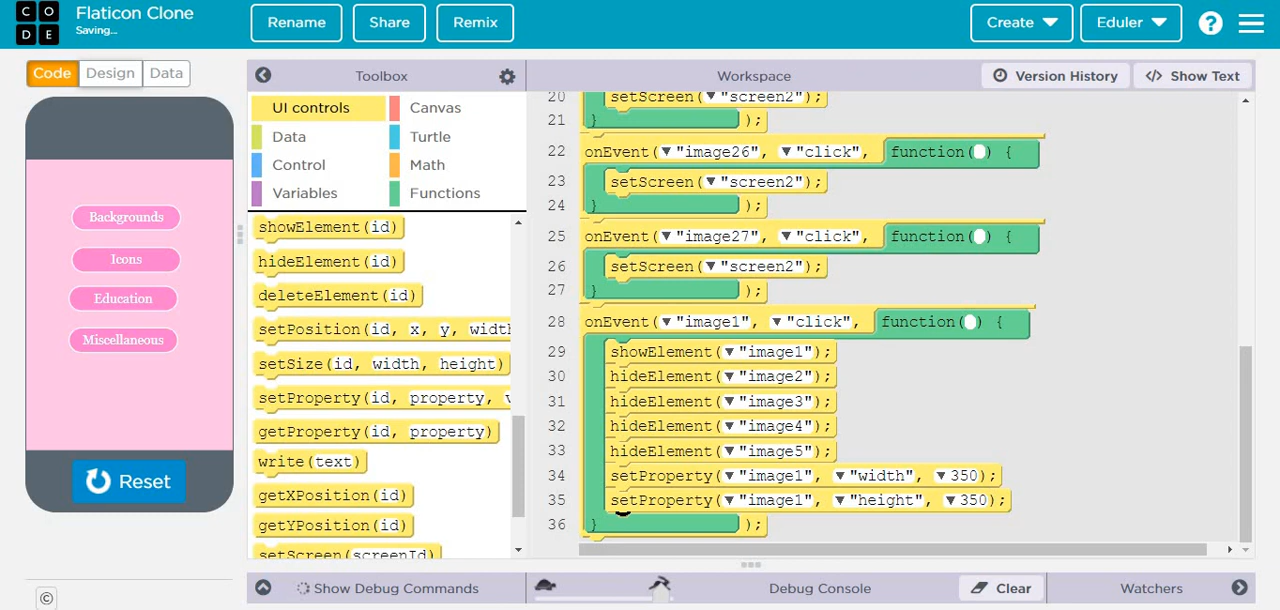 CO
DE
Flaticon Clone
Saving...
Rename
Share
Remix
Create
Eduler
?
Code
Design
Data
Toolbox
Workspace
Version History
</> Show Text
UI controls
Canvas
Data
Turtle
Control
Math
Variables
Functions
Backgrounds
Icons
Education
Miscellaneous
Reset
showElement(id)
hideElement(id)
deleteElement(id)
setPosition(id, x, y, width
setSize(id, width, height)
setProperty(id, property, v
getProperty(id, property)
write(text)
getXPosition(id)
getYPosition(id)
setScreen(screenId)
20 setScreen(▼"screen2");
21 } );
22 onEvent(▼"image26", ▼"click", function( ) {
23 setScreen(▼"screen2");
24 } );
25 onEvent(▼"image27", ▼"click", function( ) {
26 setScreen(▼"screen2");
27 } );
28 onEvent(▼"image1", ▼"click", function( ) {
29 showElement(▼"image1");
30 hideElement(▼"image2");
31 hideElement(▼"image3");
32 hideElement(▼"image4");
33 hideElement(▼"image5");
34 setProperty(▼"image1", ▼"width", ▼350);
35 setProperty(▼"image1", ▼"height", ▼350);
36 } );
©
Show Debug Commands
Debug Console
Clear
Watchers